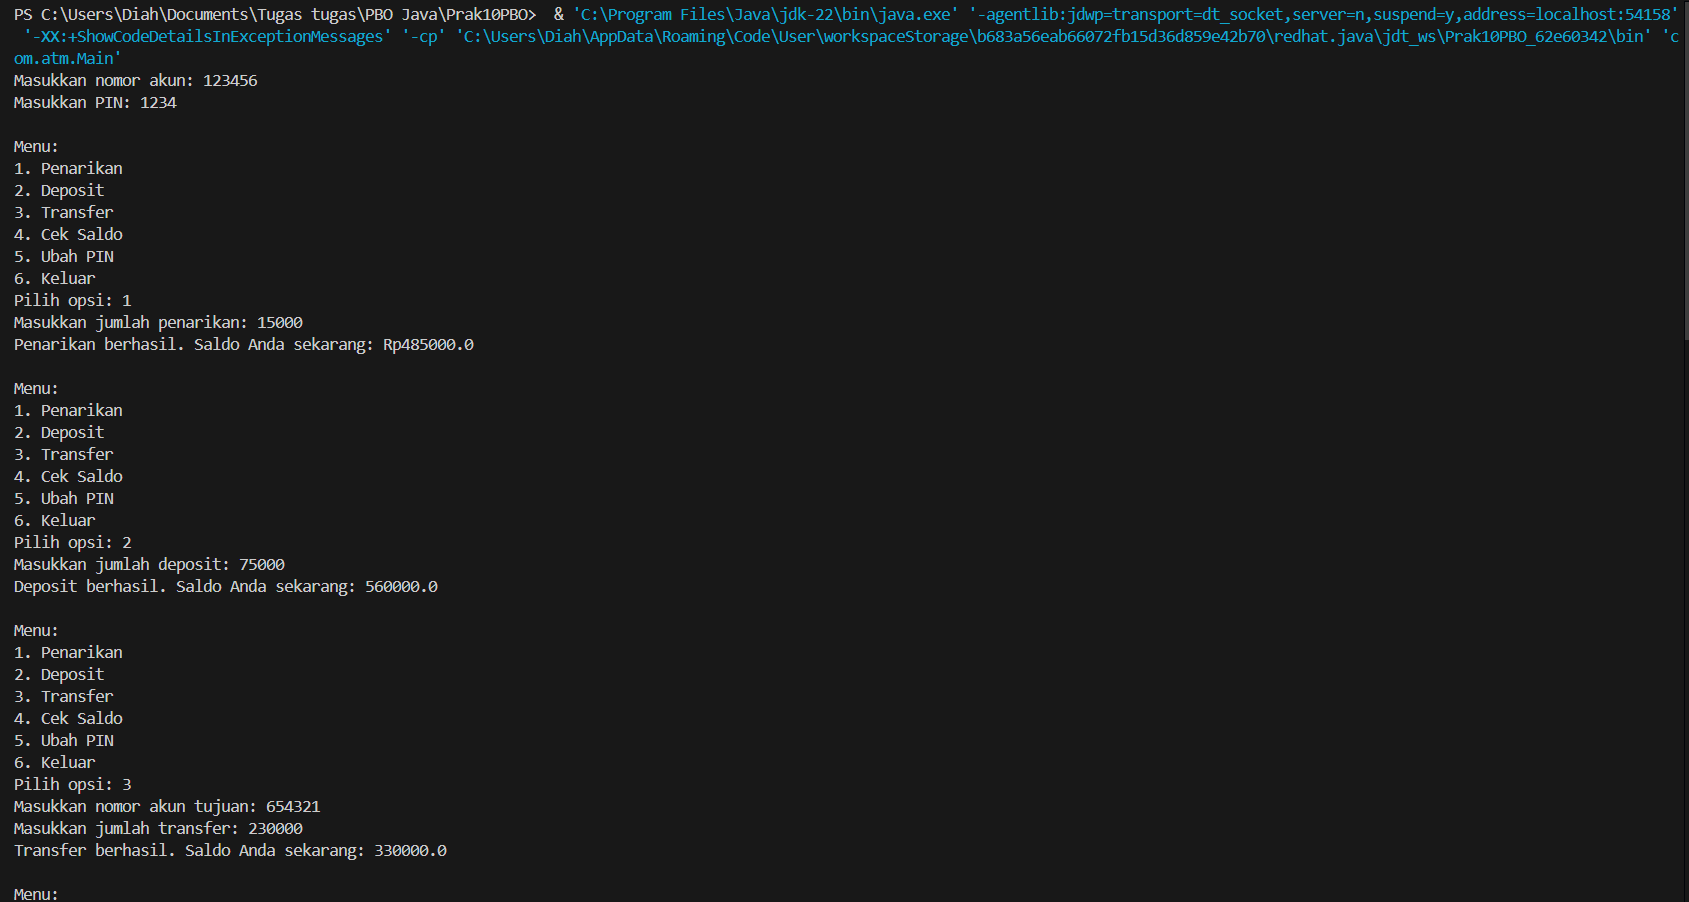 PS C:\Users\Diah\Documents\Tugas tugas\PBO Java\Prak10PBO>  & 'C:\Program Files\Java\jdk-22\bin\java.exe' '-agentlib:jdwp=transport=dt_socket,server=n,suspend=y,address=localhost:54158'
'-XX:+ShowCodeDetailsInExceptionMessages' '-cp' 'C:\Users\Diah\AppData\Roaming\Code\User\workspaceStorage\b683a56eab66072fb15d36d859e42b70\redhat.java\jdt_ws\Prak10PBO_62e60342\bin' 'c
om.atm.Main'
Masukkan nomor akun: 123456
Masukkan PIN: 1234
Menu:
1. Penarikan
2. Deposit
3. Transfer
4. Cek Saldo
5. Ubah PIN
6. Keluar
Pilih opsi: 1
Masukkan jumlah penarikan: 15000
Penarikan berhasil. Saldo Anda sekarang: Rp485000.0
Menu:
1. Penarikan
2. Deposit
3. Transfer
4. Cek Saldo
5. Ubah PIN
6. Keluar
Pilih opsi: 2
Masukkan jumlah deposit: 75000
Deposit berhasil. Saldo Anda sekarang: 560000.0
Menu:
1. Penarikan
2. Deposit
3. Transfer
4. Cek Saldo
5. Ubah PIN
6. Keluar
Pilih opsi: 3
Masukkan nomor akun tujuan: 654321
Masukkan jumlah transfer: 230000
Transfer berhasil. Saldo Anda sekarang: 330000.0
Menu: